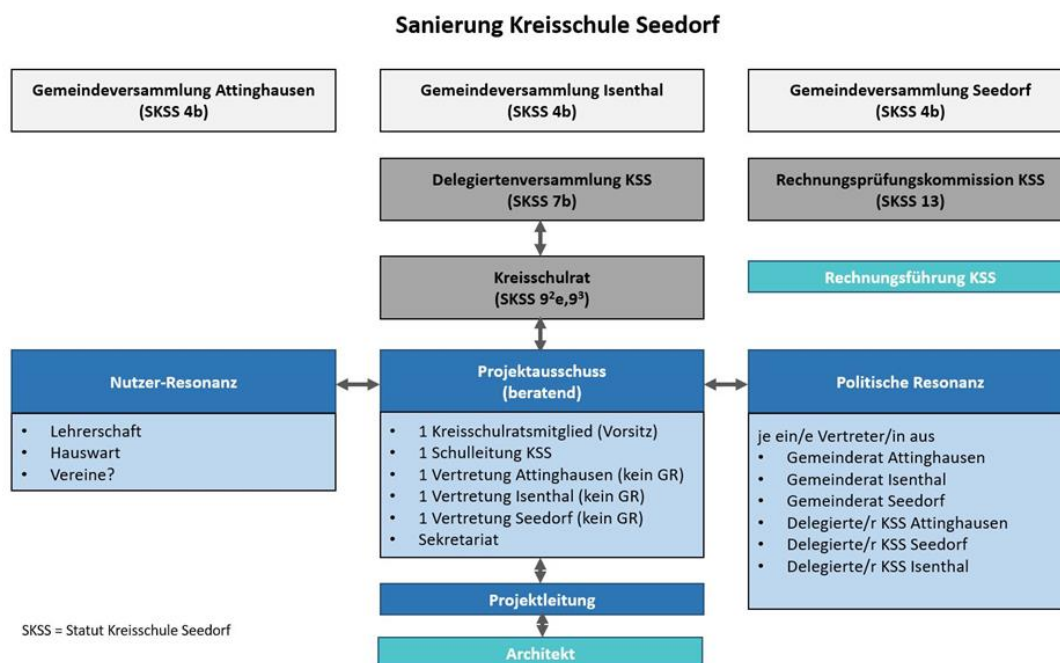 Sanierung Kreisschule Seedorf
Gemeindeversammlung Attinghausen
(SKSS 4b)
Gemeindeversammlung Isenthal
(SKSS 4b)
Gemeindeversammlung Seedorf
(SKSS 4b)
Delegiertenversammlung KSS
(SKSS 7b)
Rechnungsprüfungskommission KSS
(SKSS 13)
Kreisschulrat
(SKSS 9²e,9³)
Rechnungsführung KSS
Nutzer-Resonanz
• Lehrerschaft
• Hauswart
• Vereine?
Projektausschuss
(beratend)
• 1 Kreisschulratsmitglied (Vorsitz)
• 1 Schulleitung KSS
• 1 Vertretung Attinghausen (kein GR)
• 1 Vertretung Isenthal (kein GR)
• 1 Vertretung Seedorf (kein GR)
• Sekretariat
Politische Resonanz
je ein/e Vertreter/in aus
• Gemeinderat Attinghausen
• Gemeinderat Isenthal
• Gemeinderat Seedorf
• Delegierte/r KSS Attinghausen
• Delegierte/r KSS Seedorf
• Delegierte/r KSS Isenthal
Projektleitung
Architekt
SKSS = Statut Kreisschule Seedorf